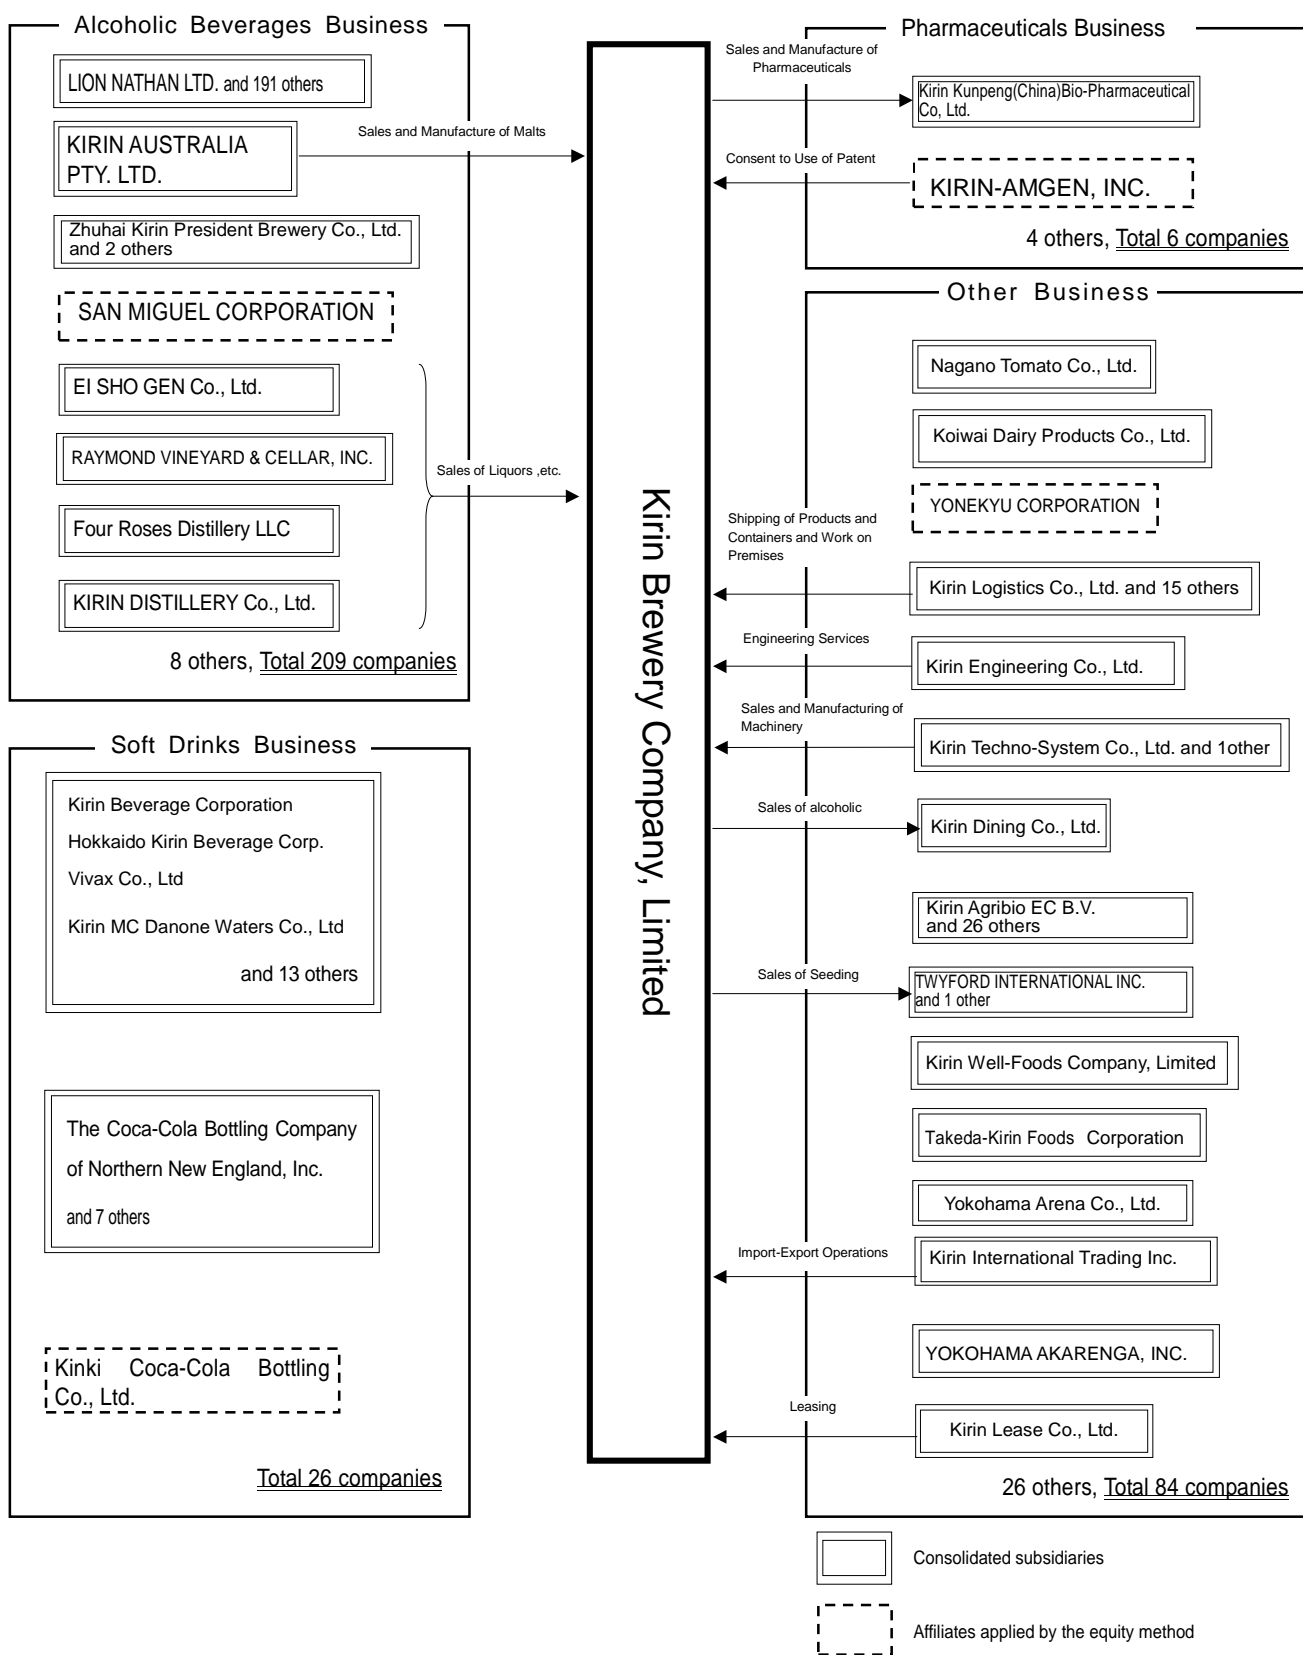 Alcoholic Beverages Business
LION NATHAN LTD. and 191 others
KIRIN AUSTRALIA
PTY. LTD.
Sales and Manufacture of Malts
Zhuhai Kirin President Brewery Co., Ltd.
and 2 others
SAN MIGUEL CORPORATION
EI SHO GEN Co., Ltd.
RAYMOND VINEYARD & CELLAR, INC.
Sales of Liquors ,etc.
Four Roses Distillery LLC
KIRIN DISTILLERY Co., Ltd.
8 others, Total 209 companies
Soft Drinks Business
Kirin Beverage Corporation
Hokkaido Kirin Beverage Corp.
Vivax Co., Ltd
Kirin MC Danone Waters Co., Ltd
and 13 others
The Coca-Cola Bottling Company
of Northern New England, Inc.
and 7 others
Kinki Coca-Cola Bottling
Co., Ltd.
Total 26 companies
Kirin Brewery Company, Limited
Pharmaceuticals Business
Sales and Manufacture of
Pharmaceuticals
Kirin Kunpeng(China)Bio-Pharmaceutical
Co, Ltd.
Consent to Use of Patent
KIRIN-AMGEN, INC.
4 others, Total 6 companies
Other Business
Nagano Tomato Co., Ltd.
Koiwai Dairy Products Co., Ltd.
YONEKYU CORPORATION
Shipping of Products and
Containers and Work on
Premises
Kirin Logistics Co., Ltd. and 15 others
Engineering Services
Kirin Engineering Co., Ltd.
Sales and Manufacturing of
Machinery
Kirin Techno-System Co., Ltd. and 1other
Sales of alcoholic
Kirin Dining Co., Ltd.
Kirin Agribio EC B.V.
and 26 others
Sales of Seeding
TWYFORD INTERNATIONAL INC.
and 1 other
Kirin Well-Foods Company, Limited
Takeda-Kirin Foods Corporation
Yokohama Arena Co., Ltd.
Import-Export Operations
Kirin International Trading Inc.
YOKOHAMA AKARENGA, INC.
Leasing
Kirin Lease Co., Ltd.
26 others, Total 84 companies
Consolidated subsidiaries
Affiliates applied by the equity method